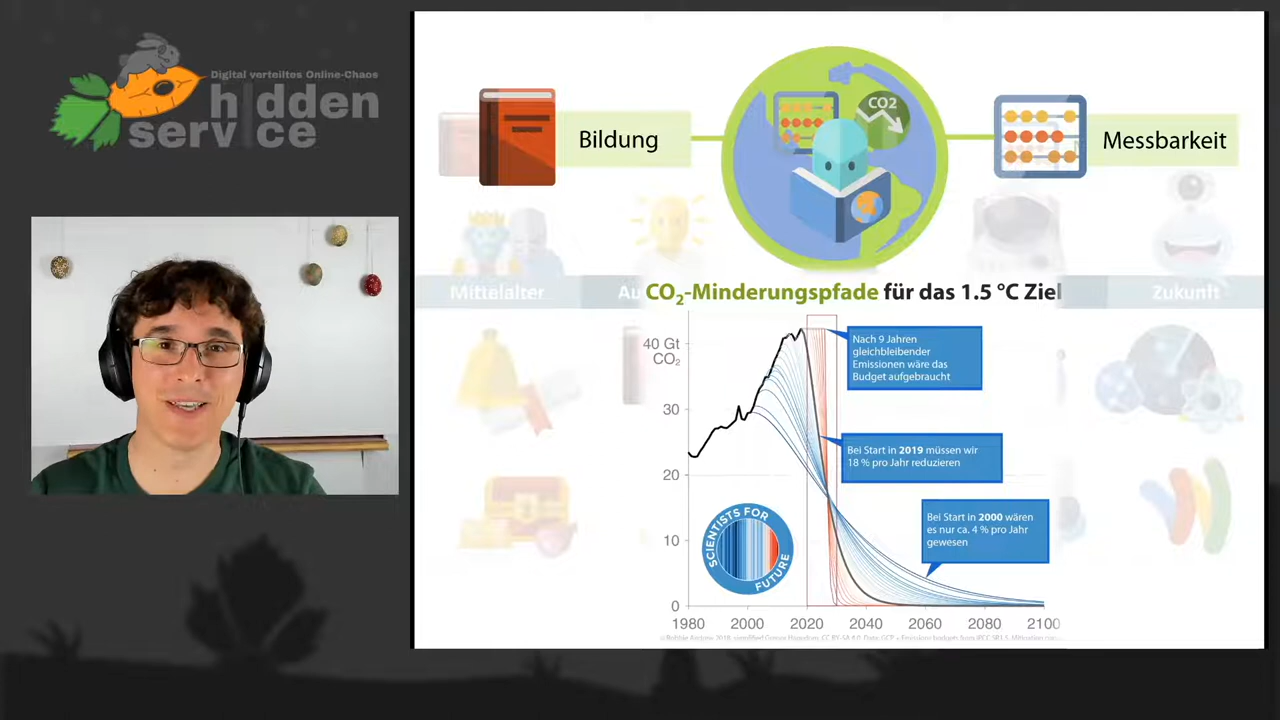 Digital verteiltes Online-Chaos
hidden
service
Bildung
CO2
Messbarkeit
Mittelalter
Au
Zukunft
CO₂-Minderungspfade für das 1.5 °C Ziel
40 Gt
CO₂
30
20
10
0
Nach 9 Jahren
gleichbleibender
Emissionen wäre das
Budget aufgebraucht
Bei Start in 2019 müssen wir
18 % pro Jahr reduzieren
Bei Start in 2000 wären
es nur ca. 4 % pro Jahr
gewesen
SCIENTISTS FOR
FUTURE
1980 2000 2020 2040 2060 2080 2100